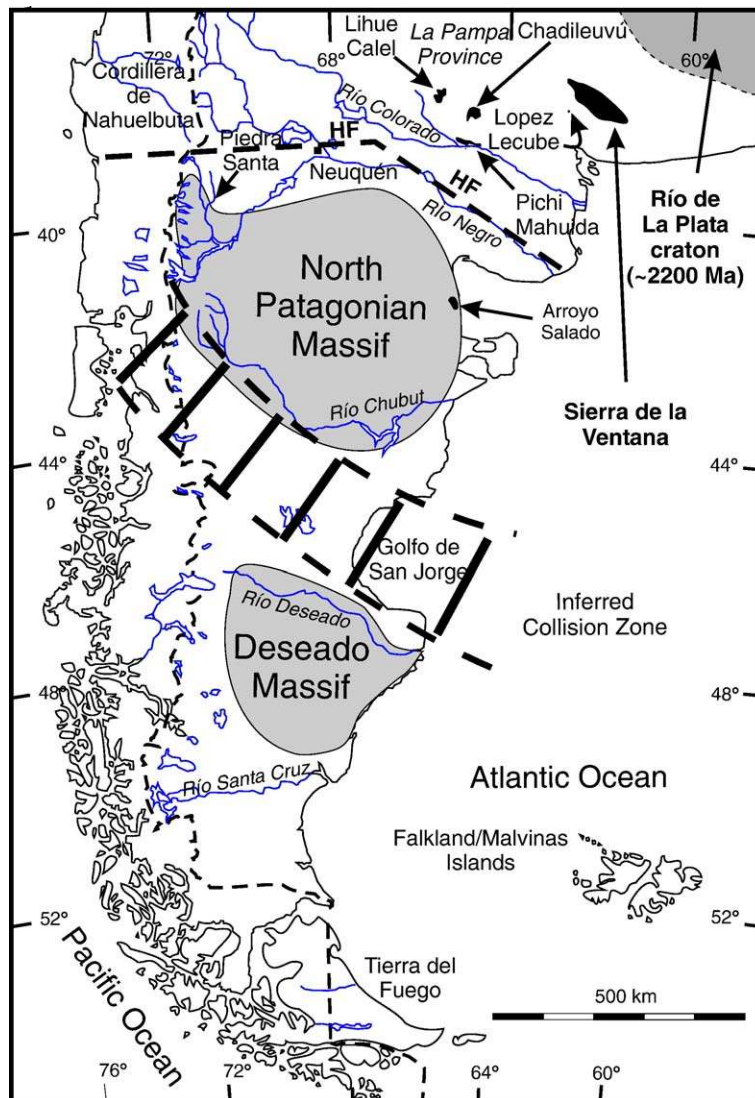 72°
68°
60°
Lihue
Calel
La Pampa
Province
Chadileuvú
Cordillera
de
Nahuelbuta
Río Colorado
Lopez
Lecube
HF
Piedra
Santa
Neuquén
HF
Pichi
Mahuida
Río Negro
Río de
La Plata
craton
(~2200 Ma)
40°
40°
North
Patagonian
Massif
Arroyo
Salado
Río Chubut
Sierra de la
Ventana
44°
44°
Golfo de
San Jorge
Inferred
Collision Zone
Río Deseado
Deseado
Massif
48°
48°
Río Santa Cruz
Atlantic Ocean
Falkland/Malvinas
Islands
52°
52°
Pacific Ocean
Tierra del
Fuego
500 km
76°
72°
64°
60°